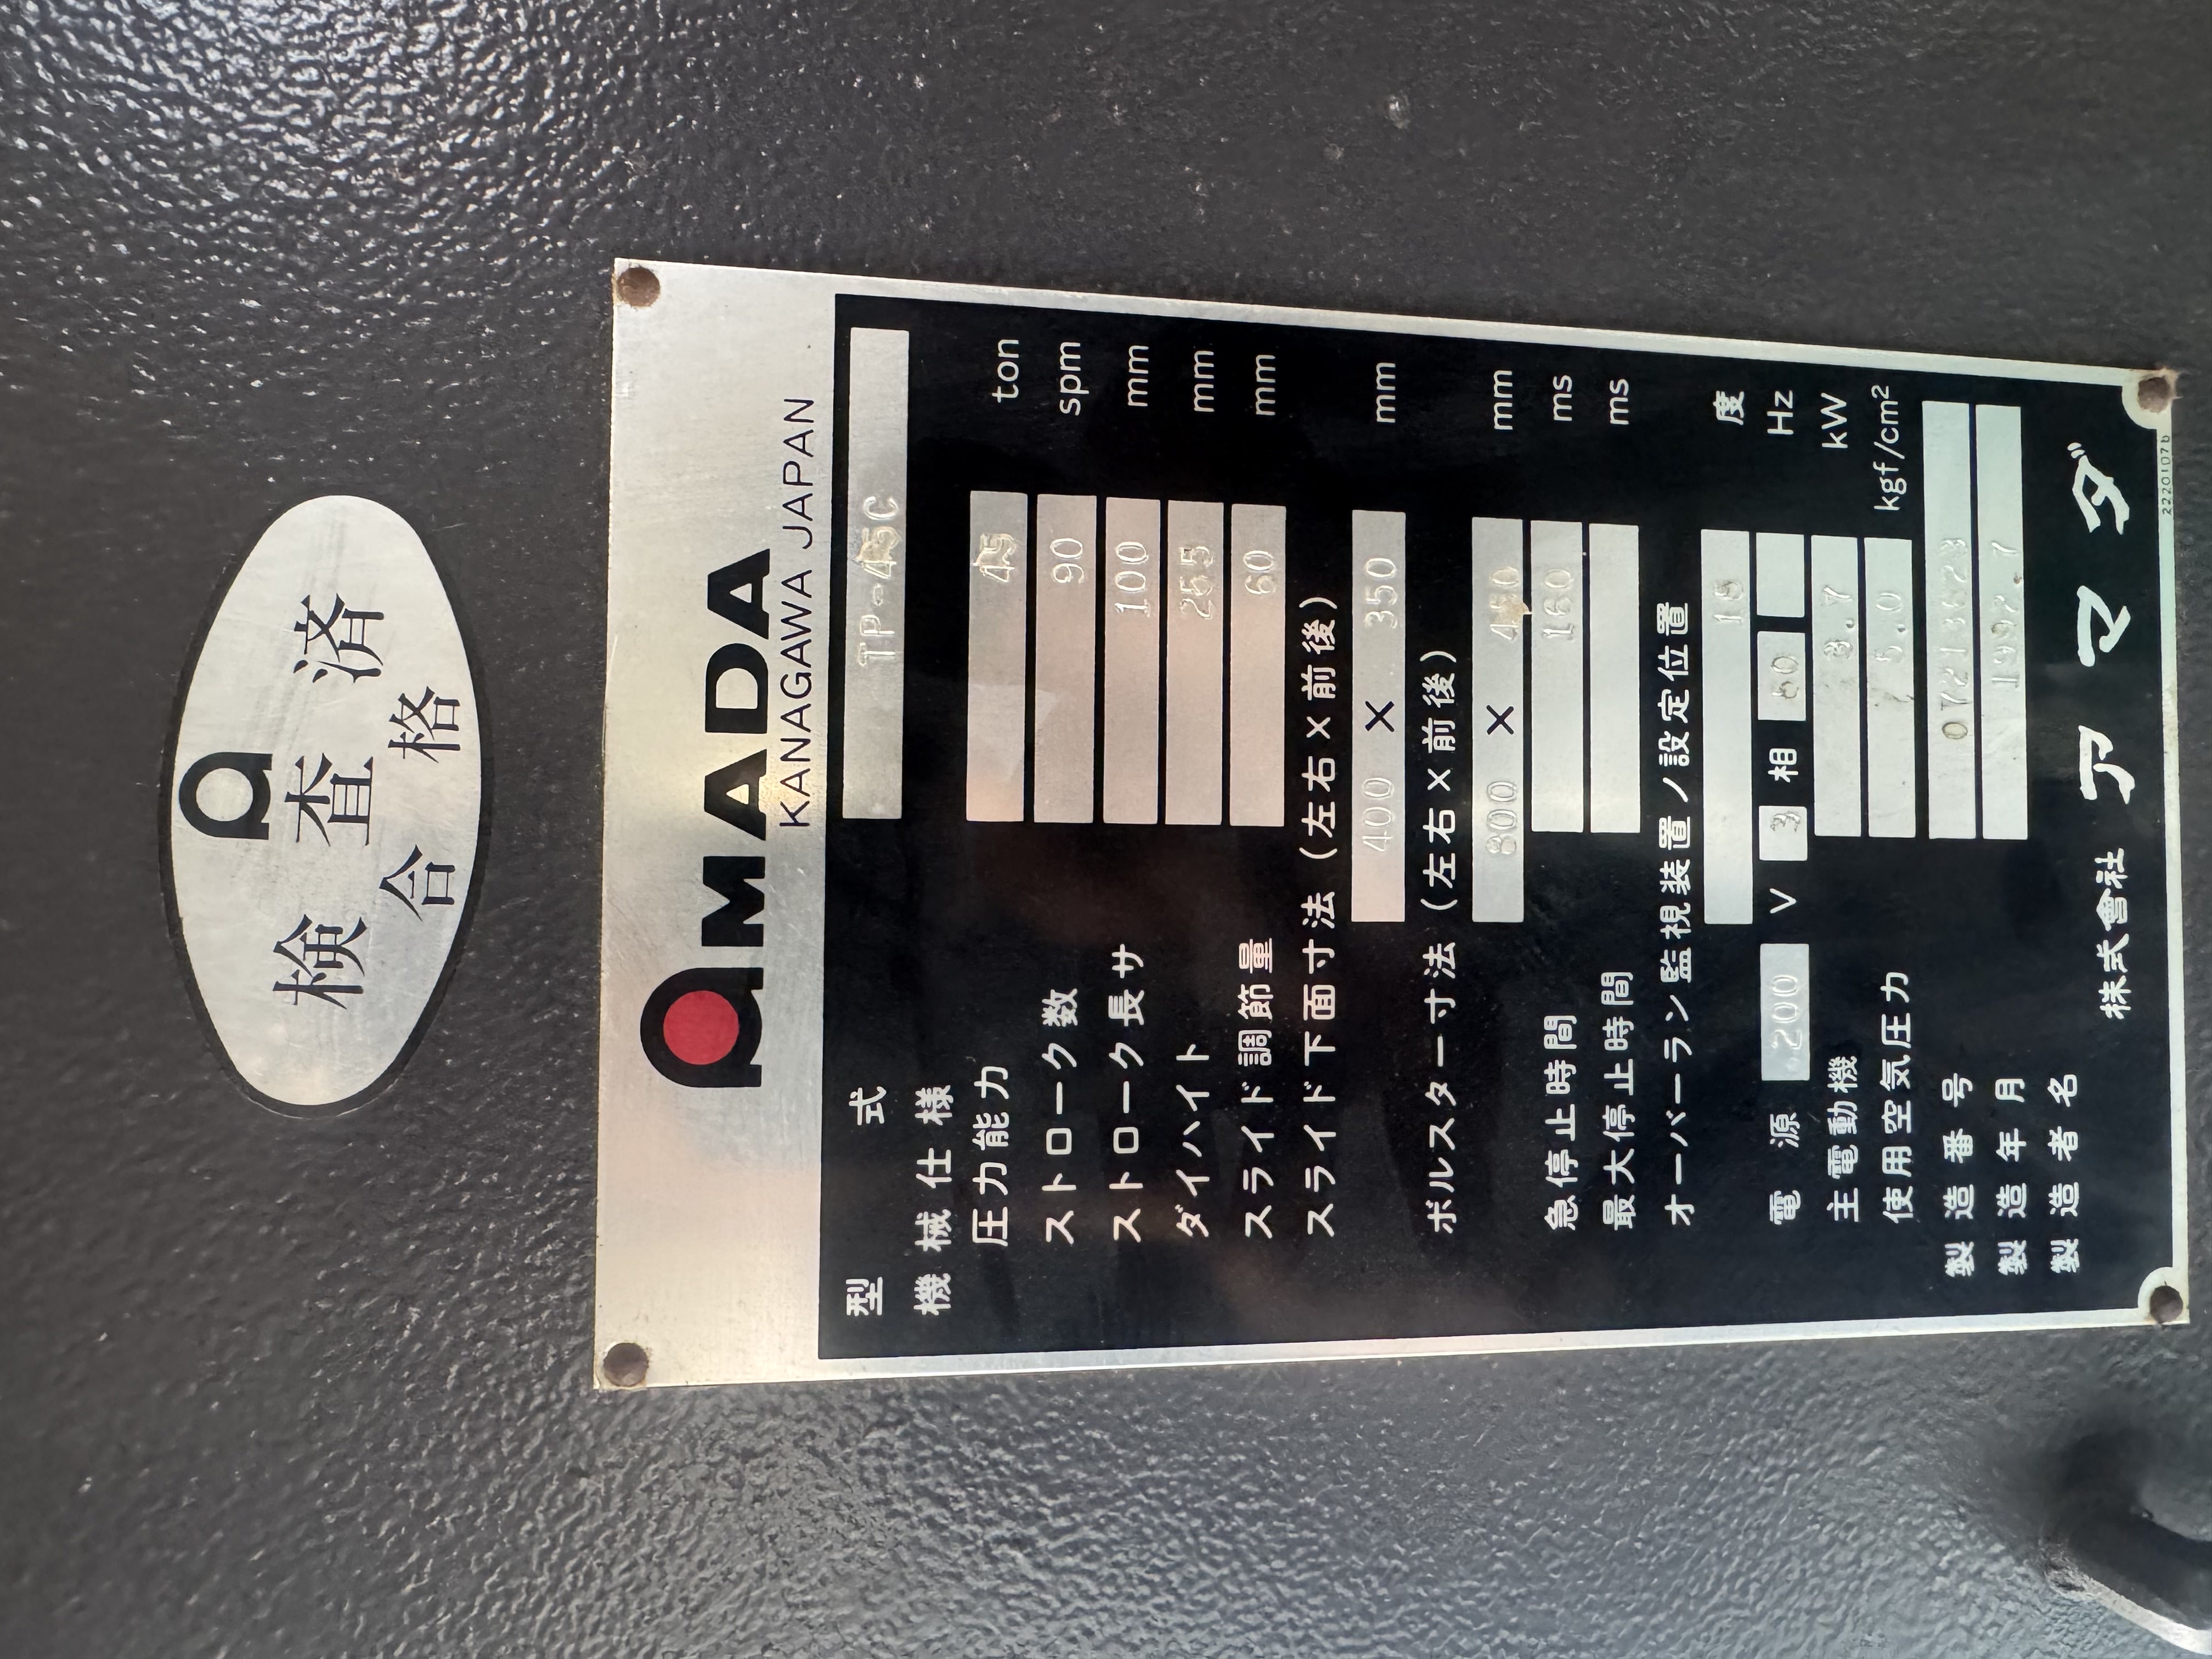 検査済
合格
AMADA
KANAGAWA JAPAN
型式 TP-45C
機械仕様
圧力能力 45 ton
ストローク数 90 spm
ストローク長サ 100 mm
ダイハイト 265 mm
スライド調節量 60 mm
スライド下面寸法(左右×前後)
400 × 350 mm
ボルスター寸法(左右×前後)
800 × 450 mm
急停止時間 160 ms
最大停止時間 ms
オーバーラン監視装置ノ設定位置
15 度
電源 200 V 3 相 60 Hz
主電動機 3.7 kW
使用空気圧力 5.0 kgf/cm²
製造番号
製造年月 1992.7
製造者名
株式會社 アマダ
2220107b